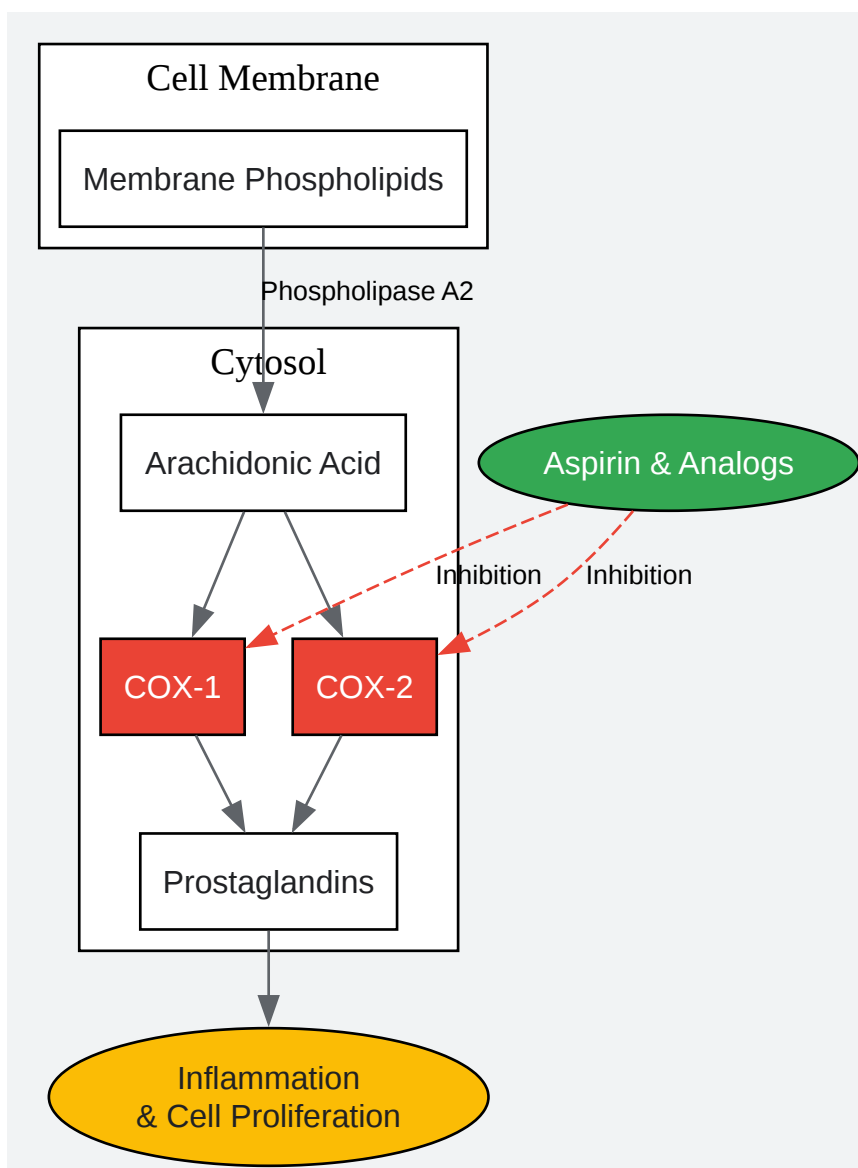 Cell Membrane
Membrane Phospholipids
Phospholipase A2
Cytosol
Arachidonic Acid
Aspirin & Analogs
Inhibition
Inhibition
COX-1
COX-2
Prostaglandins
Inflammation
& Cell Proliferation